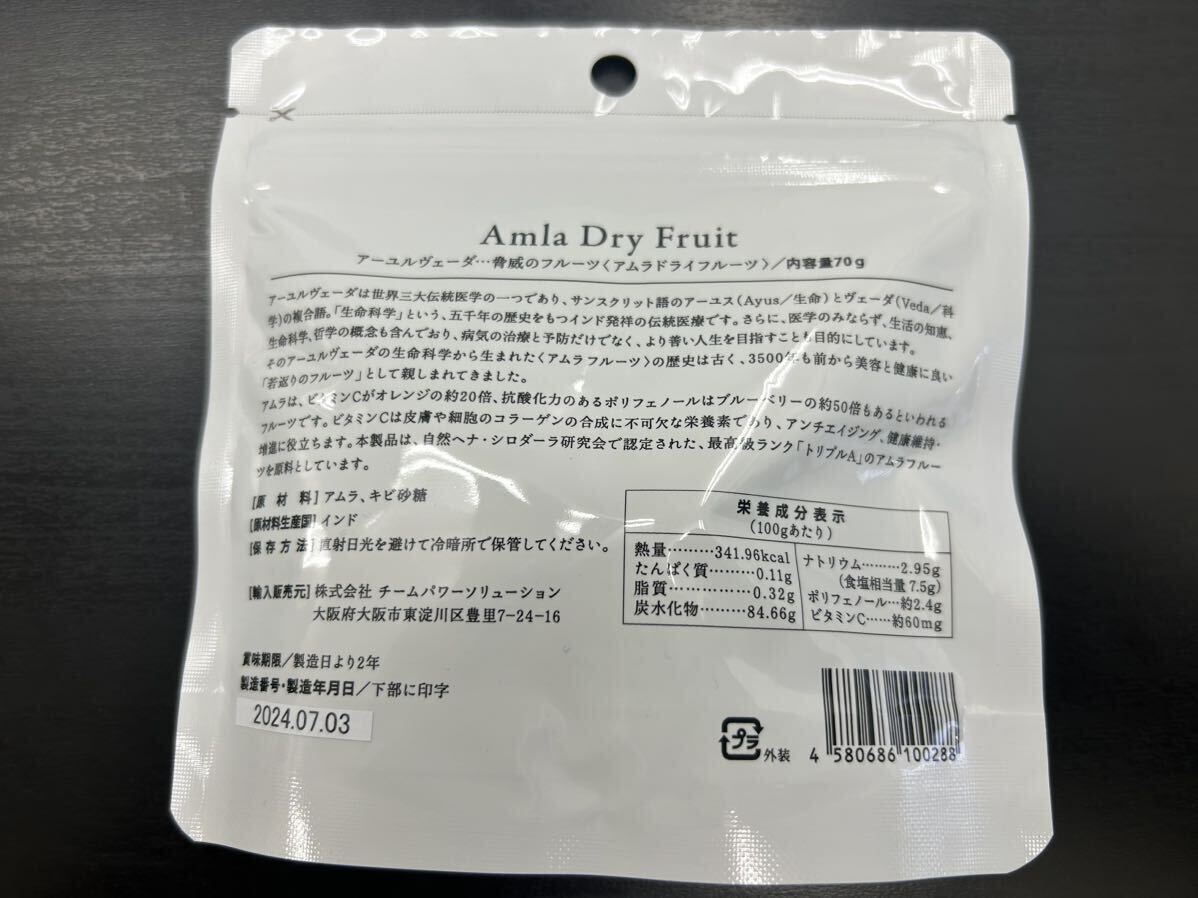 Amla Dry Fruit
アーユルヴェーダ…脅威のフルーツ〈アムラドライフルーツ〉/内容量70g
アーユルヴェーダは世界三大伝統医学の一つであり、サンスクリット語のアーユス(Ayus/生命)とヴェーダ(Veda/科
学)の複合語。「生命科学」という、五千年の歴史をもつインド発祥の伝統医療です。さらに、医学のみならず、生活の知恵、
生命科学、哲学の概念も含んでおり、病気の治療と予防だけでなく、より善い人生を目指すことも目的にしています。
そのアーユルヴェーダの生命科学から生まれた〈アムラフルーツ〉の歴史は古く、3500年も前から美容と健康に良い
「若返りのフルーツ」として親しまれてきました。
アムラは、ビタミンCがオレンジの約20倍、抗酸化力のあるポリフェノールはブルーベリーの約50倍もあるといわれる
フルーツです。ビタミンCは皮膚や細胞のコラーゲンの合成に不可欠な栄養素であり、アンチエイジング、健康維持・
増進に役立ちます。本製品は、自然ヘナ・シロダーラ研究会で認定された、最高級ランク「トリプルA」のアムラフルー
ツを原料としています。
[原材料]アムラ、キビ砂糖
[原材料生産国]インド
[保存方法]直射日光を避けて冷暗所で保管してください。
[輸入販売元]株式会社 チームパワーソリューション
大阪府大阪市東淀川区豊里7-24-16
賞味期限/製造日より2年
製造番号・製造年月日/下部に印字
2024.07.03
栄養成分表示
(100gあたり)
熱量………341.96kcal
たんぱく質………0.11g
脂質……………0.32g
炭水化物………84.66g
ナトリウム………2.95g
(食塩相当量 7.5g)
ポリフェノール…約2.4g
ビタミンC……約60mg
プラ
外装
4 580686 100288